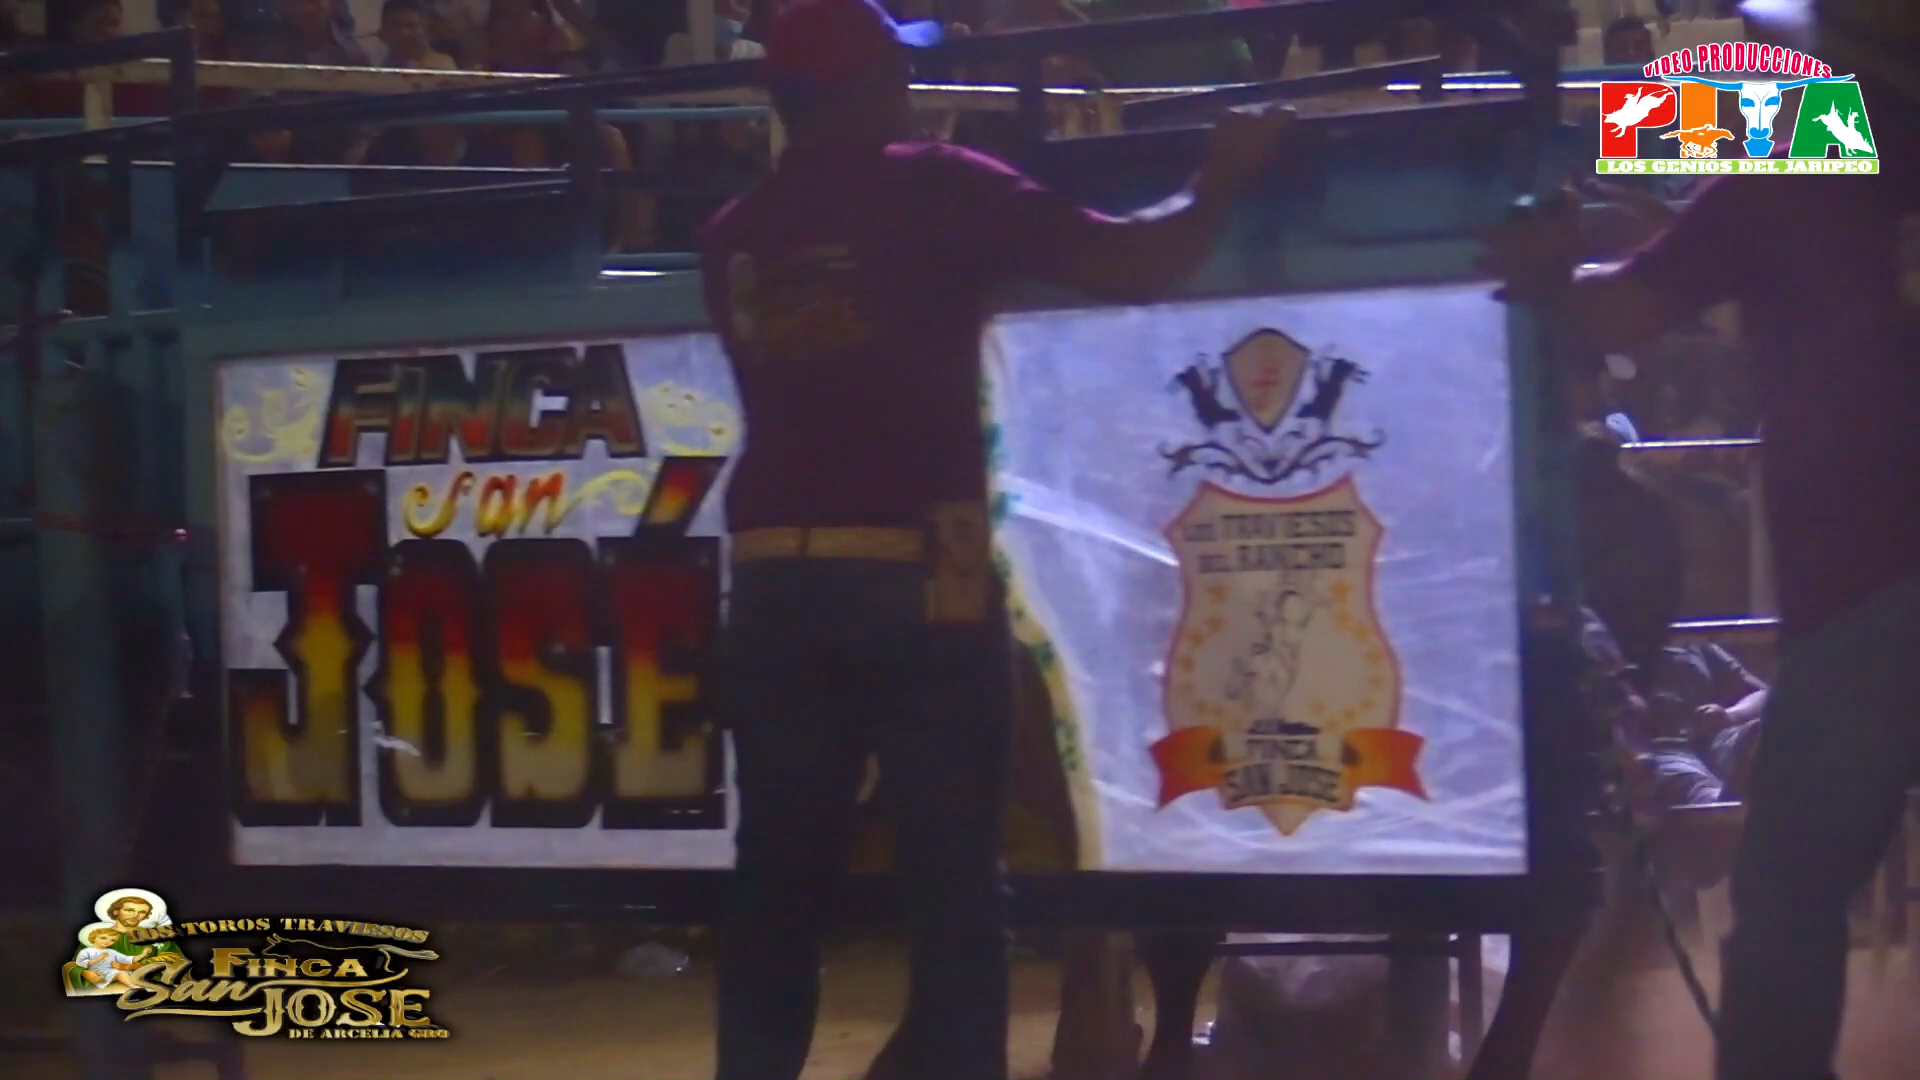 VIDEO PRODUCCIONES
PITA
LOS GENIOS DEL JARIPEO
FINCA
san
JOSÉ
LOS TRAVIESOS
DEL RANCHO
FINCA
SAN JOSE
LOS TOROS TRAVIESOS
FINCA
San JOSE
DE ARCELIA GRO